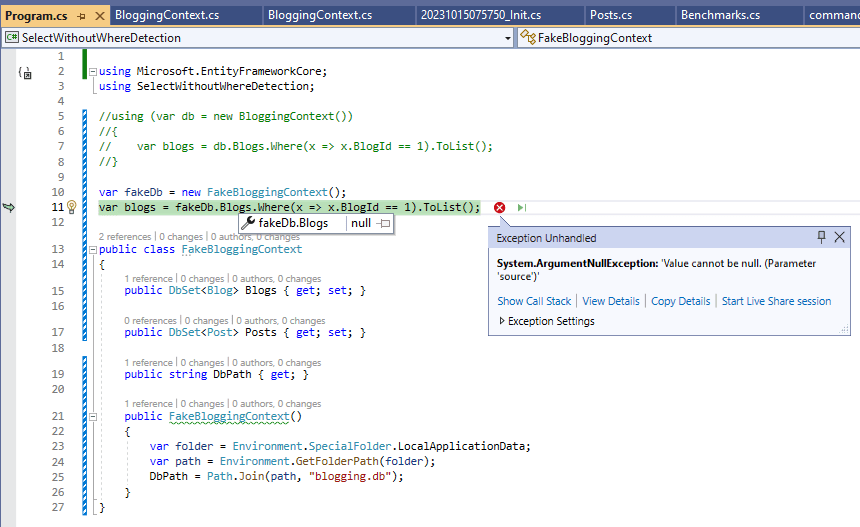 Program.cs BloggingContext.cs BloggingContext.cs 20231015075750_Init.cs Posts.cs Benchmarks.cs comman
C# SelectWithoutWhereDetection FakeBloggingContext
1
2 using Microsoft.EntityFrameworkCore;
3 using SelectWithoutWhereDetection;
4
5 //using (var db = new BloggingContext())
6 //{
7 // var blogs = db.Blogs.Where(x => x.BlogId == 1).ToList();
8 //}
9
10 var fakeDb = new FakeBloggingContext();
11 var blogs = fakeDb.Blogs.Where(x => x.BlogId == 1).ToList();
fakeDb.Blogs null
12
Exception Unhandled
System.ArgumentNullException: 'Value cannot be null. (Parameter
'source')'
Show Call Stack | View Details | Copy Details | Start Live Share session
Exception Settings
2 references | 0 changes | 0 authors, 0 changes
13 public class FakeBloggingContext
14 {
1 reference | 0 changes | 0 authors, 0 changes
15 public DbSet<Blog> Blogs { get; set; }
16
0 references | 0 changes | 0 authors, 0 changes
17 public DbSet<Post> Posts { get; set; }
18
1 reference | 0 changes | 0 authors, 0 changes
19 public string DbPath { get; }
20
1 reference | 0 changes | 0 authors, 0 changes
21 public FakeBloggingContext()
22 {
23 var folder = Environment.SpecialFolder.LocalApplicationData;
24 var path = Environment.GetFolderPath(folder);
25 DbPath = Path.Join(path, "blogging.db");
26 }
27 }